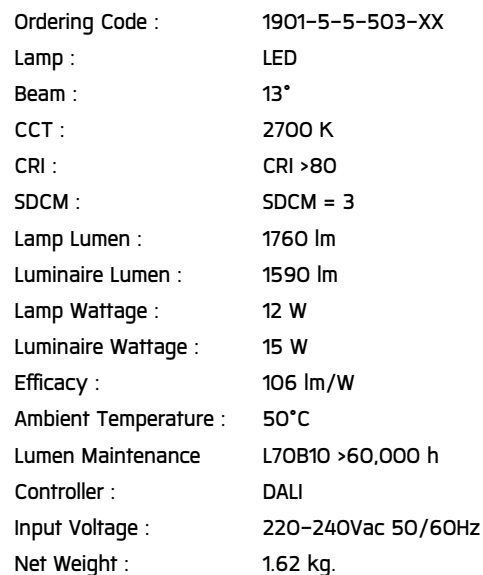 Ordering Code : 1901-5-5-503-XX
Lamp : LED
Beam : 13°
CCT : 2700 K
CRI : CRI >80
SDCM : SDCM = 3
Lamp Lumen : 1760 lm
Luminaire Lumen : 1590 lm
Lamp Wattage : 12 W
Luminaire Wattage : 15 W
Efficacy : 106 lm/W
Ambient Temperature : 50°C
Lumen Maintenance L70B10 >60,000 h
Controller : DALI
Input Voltage : 220-240Vac 50/60Hz
Net Weight : 1.62 kg.